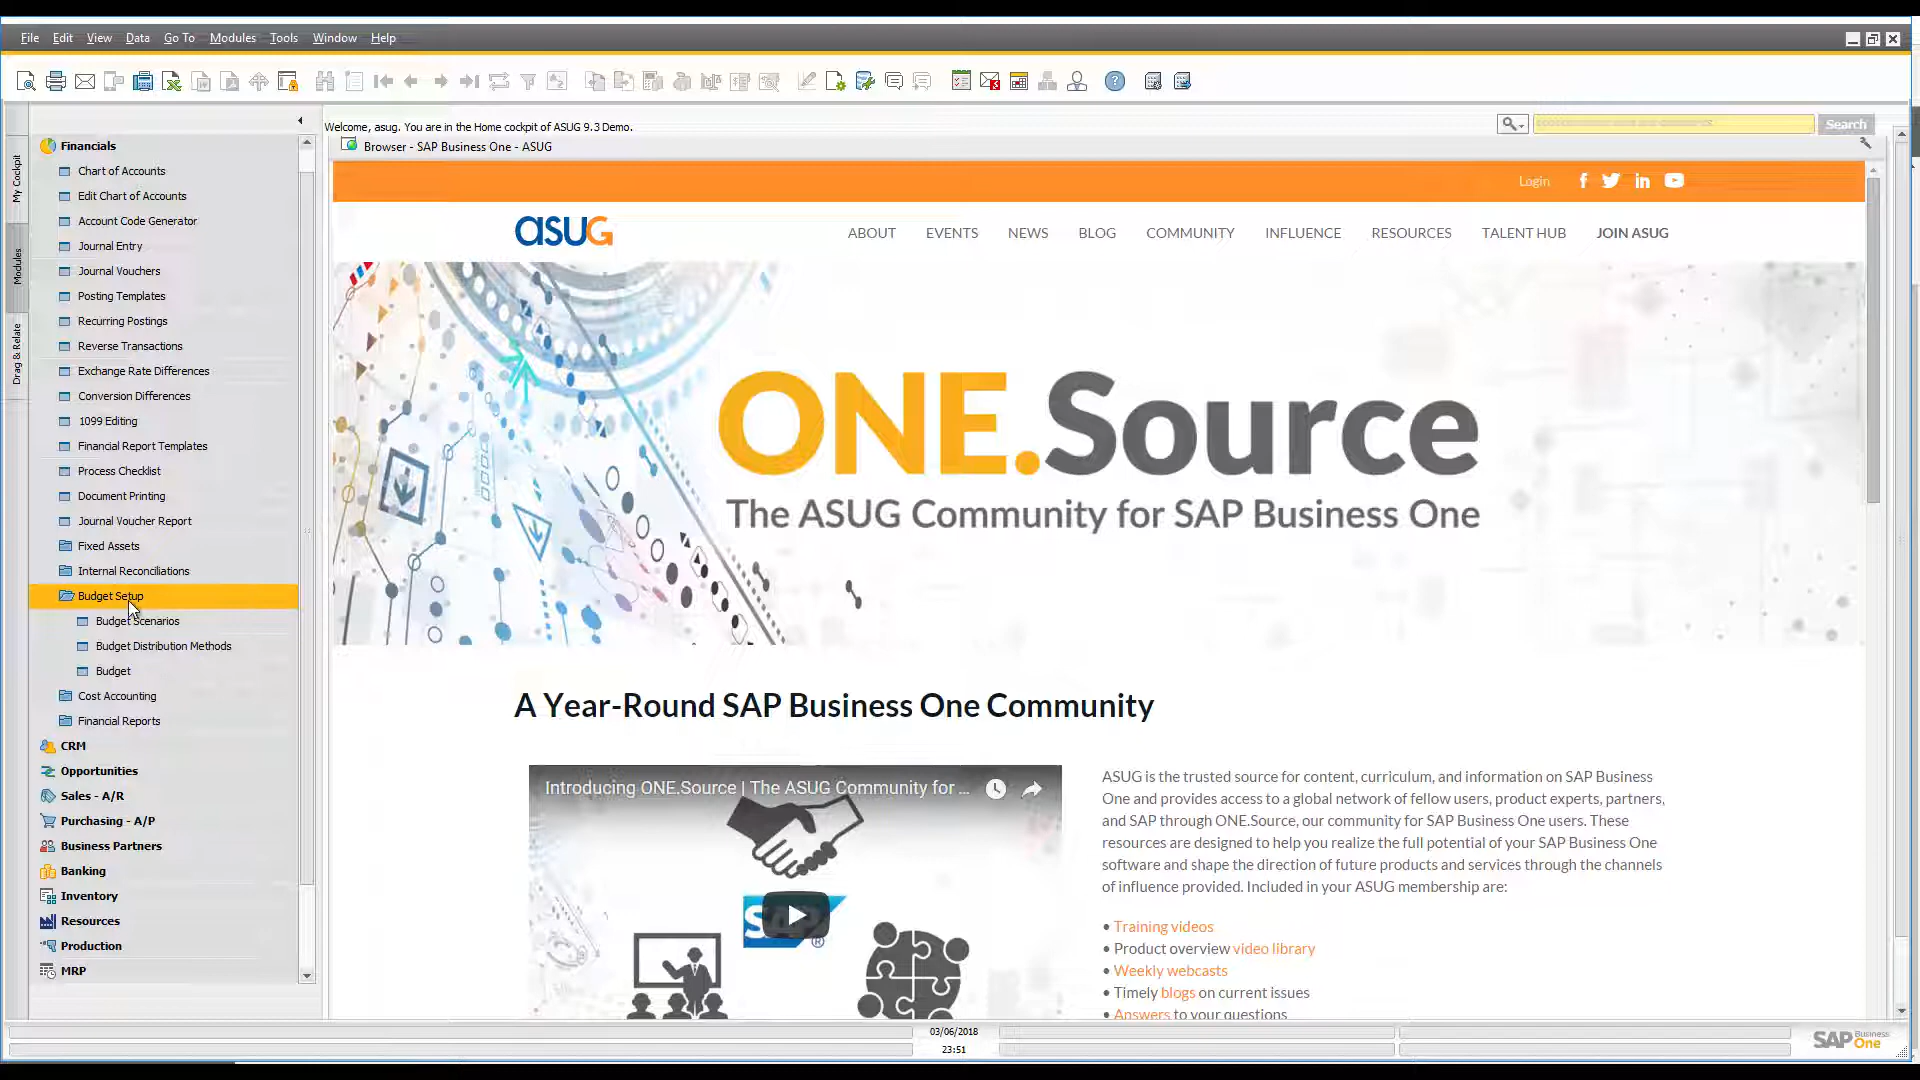 File Edit View Data Go To Modules Tools Window Help
Welcome, asug. You are in the Home cockpit of ASUG 9.3 Demo.
Search
Browser - SAP Business One - ASUG
My Cockpit
Modules
Drag & Relate
Financials
Chart of Accounts
Edit Chart of Accounts
Account Code Generator
Journal Entry
Journal Vouchers
Posting Templates
Recurring Postings
Reverse Transactions
Exchange Rate Differences
Conversion Differences
1099 Editing
Financial Report Templates
Process Checklist
Document Printing
Journal Voucher Report
Fixed Assets
Internal Reconciliations
Budget Setup
Budget Scenarios
Budget Distribution Methods
Budget
Cost Accounting
Financial Reports
CRM
Opportunities
Sales - A/R
Purchasing - A/P
Business Partners
Banking
Inventory
Resources
Production
MRP
Login
asuG
ABOUT EVENTS NEWS BLOG COMMUNITY INFLUENCE RESOURCES TALENT HUB JOIN ASUG
ONE.Source
The ASUG Community for SAP Business One
A Year-Round SAP Business One Community
Introducing ONE.Source | The ASUG Community for ...
SAP
ASUG is the trusted source for content, curriculum, and information on SAP Business
One and provides access to a global network of fellow users, product experts, partners,
and SAP through ONE.Source, our community for SAP Business One users. These
resources are designed to help you realize the full potential of your SAP Business One
software and shape the direction of future products and services through the channels
of influence provided. Included in your ASUG membership are:
• Training videos
• Product overview video library
• Weekly webcasts
• Timely blogs on current issues
• Answers to your questions
03/06/2018
23:51
SAP Business One